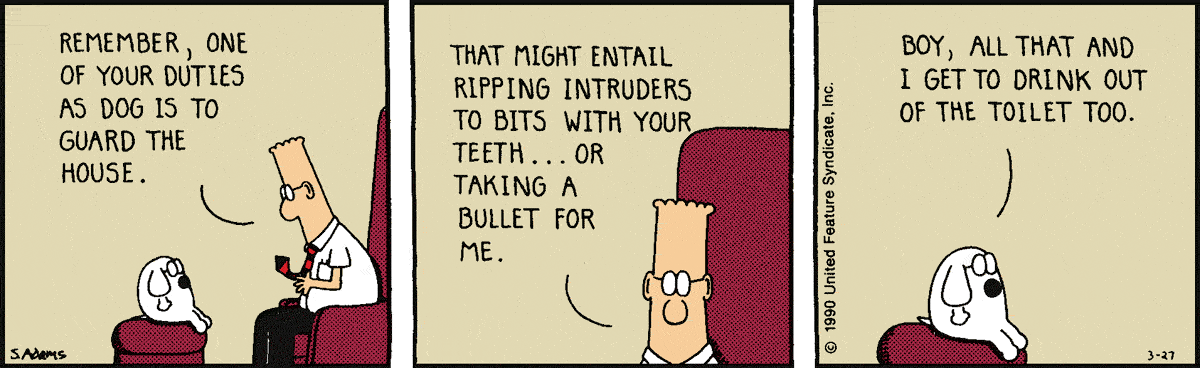 REMEMBER, ONE
OF YOUR DUTIES
AS DOG IS TO
GUARD THE
HOUSE.
S.Adams
THAT MIGHT ENTAIL
RIPPING INTRUDERS
TO BITS WITH YOUR
TEETH... OR
TAKING A
BULLET FOR
ME.
© 1990 United Feature Syndicate, Inc.
BOY, ALL THAT AND
I GET TO DRINK OUT
OF THE TOILET TOO.
3-27